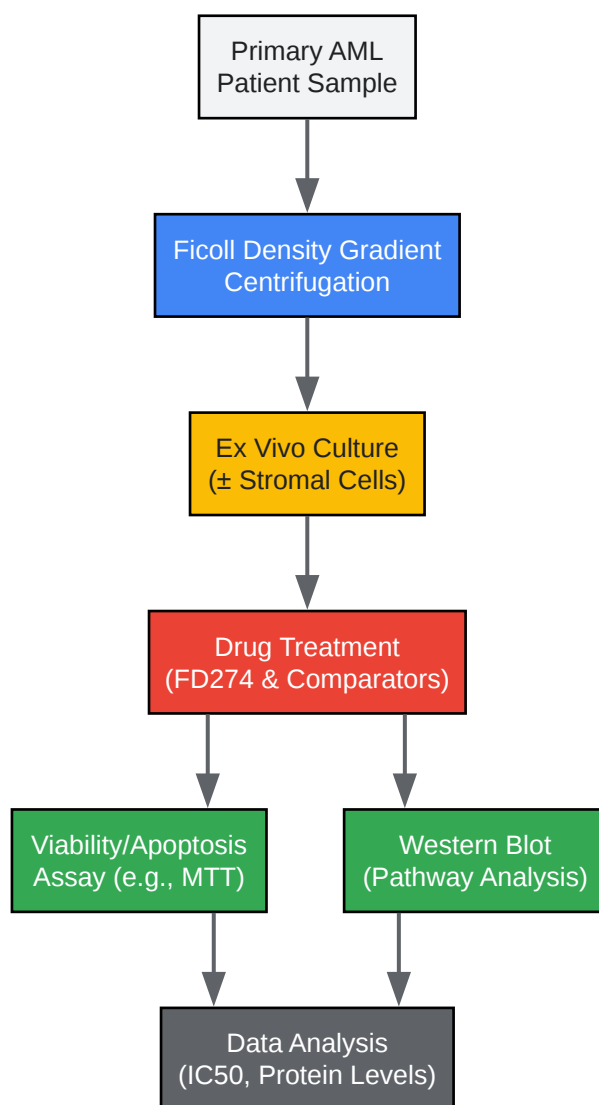 Primary AML
Patient Sample
Ficoll Density Gradient
Centrifugation
Ex Vivo Culture
(± Stromal Cells)
Drug Treatment
(FD274 & Comparators)
Viability/Apoptosis
Assay (e.g., MTT)
Western Blot
(Pathway Analysis)
Data Analysis
(IC50, Protein Levels)